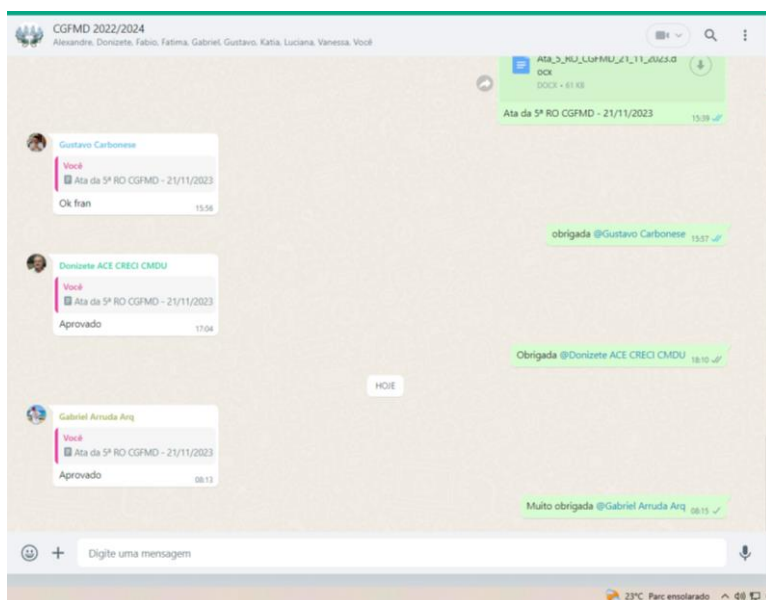 CGFMD 2022/2024
Alexandre, Donizete, Fabio, Fatima, Gabriel, Gustavo, Katia, Luciana, Vanessa, Você
Ata_5_RO_CGFMD_21_11_2023.d
ocx
DOCX • 61 KB
Ata da 5ª RO CGFMD - 21/11/2023
15:39
Gustavo Carbonese
Você
Ata da 5ª RO CGFMD - 21/11/2023
Ok fran
15:56
obrigada @Gustavo Carbonese
15:57
Donizete ACE CRECI CMDU
Você
Ata da 5ª RO CGFMD - 21/11/2023
Aprovado
17:04
Obrigada @Donizete ACE CRECI CMDU
18:10
HOJE
Gabriel Arruda Arq
Você
Ata da 5ª RO CGFMD - 21/11/2023
Aprovado
08:13
Muito obrigada @Gabriel Arruda Arq
08:15
Digite uma mensagem
23°C Parc ensolarado